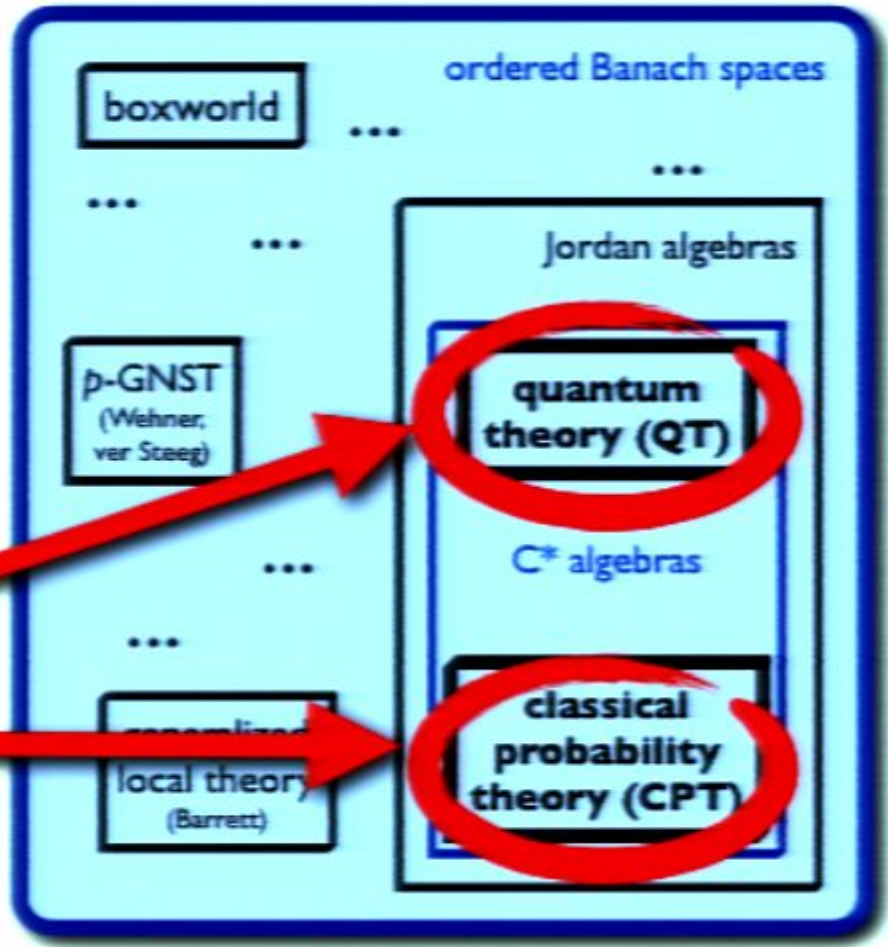 ordered Banach spaces
boxworld
...
...
...
...
Jordan algebras
p-GNST
(Wehner,
ver Steeg)
quantum
theory (QT)
...
C* algebras
...
generalized
local theory
(Barrett)
classical
probability
theory (CPT)